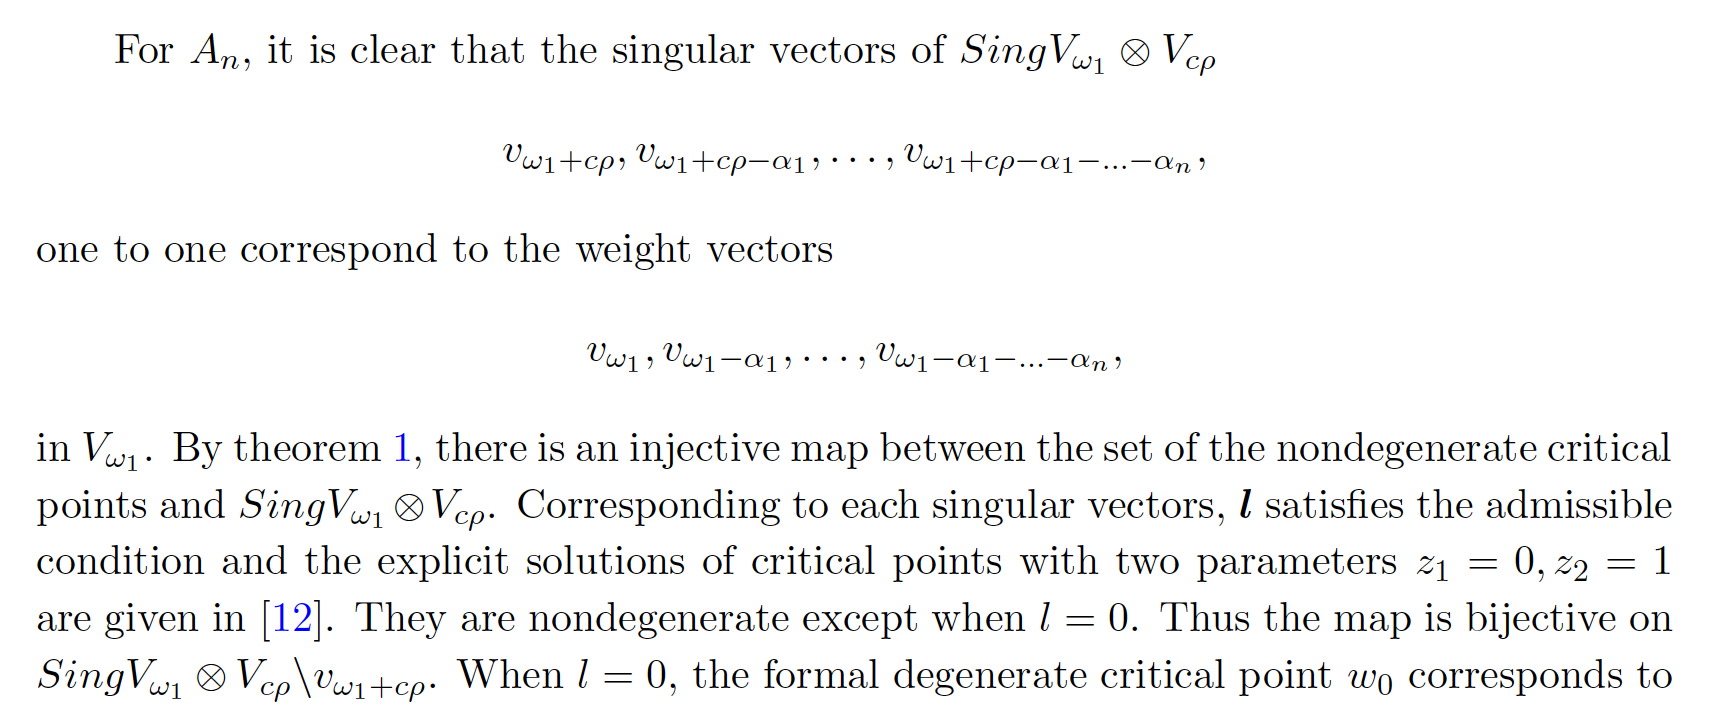 For $A_n$, it is clear that the singular vectors of $SingV_{\omega_1} \otimes V_{c\rho}$
$v_{\omega_1+c\rho}, v_{\omega_1+c\rho-\alpha_1}, \ldots, v_{\omega_1+c\rho-\alpha_1-\ldots-\alpha_n},$
one to one correspond to the weight vectors
$v_{\omega_1}, v_{\omega_1-\alpha_1}, \ldots, v_{\omega_1-\alpha_1-\ldots-\alpha_n},$
in $V_{\omega_1}$. By theorem 1, there is an injective map between the set of the nondegenerate critical
points and $SingV_{\omega_1} \otimes V_{c\rho}$. Corresponding to each singular vectors, $\boldsymbol{l}$ satisfies the admissible
condition and the explicit solutions of critical points with two parameters $z_1 = 0, z_2 = 1$
are given in [12]. They are nondegenerate except when $l = 0$. Thus the map is bijective on
$SingV_{\omega_1} \otimes V_{c\rho} \backslash v_{\omega_1+c\rho}$. When $l = 0$, the formal degenerate critical point $w_0$ corresponds to